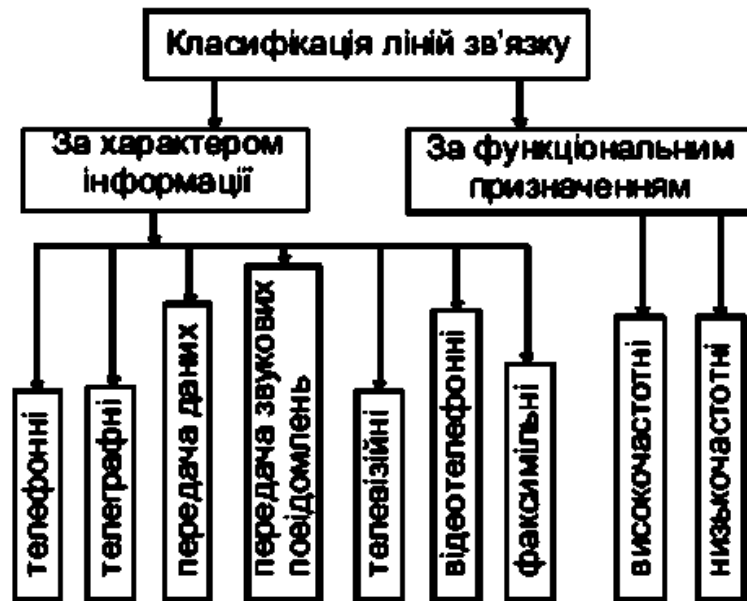 Класифікація ліній зв'язку
За характером
інформації
За функціональним
призначенням
телефонні
телеграфні
передача даних
передача звукових
повідомлень
телевізійні
відеотелефонні
факсимільні
високочастотні
низькочастотні